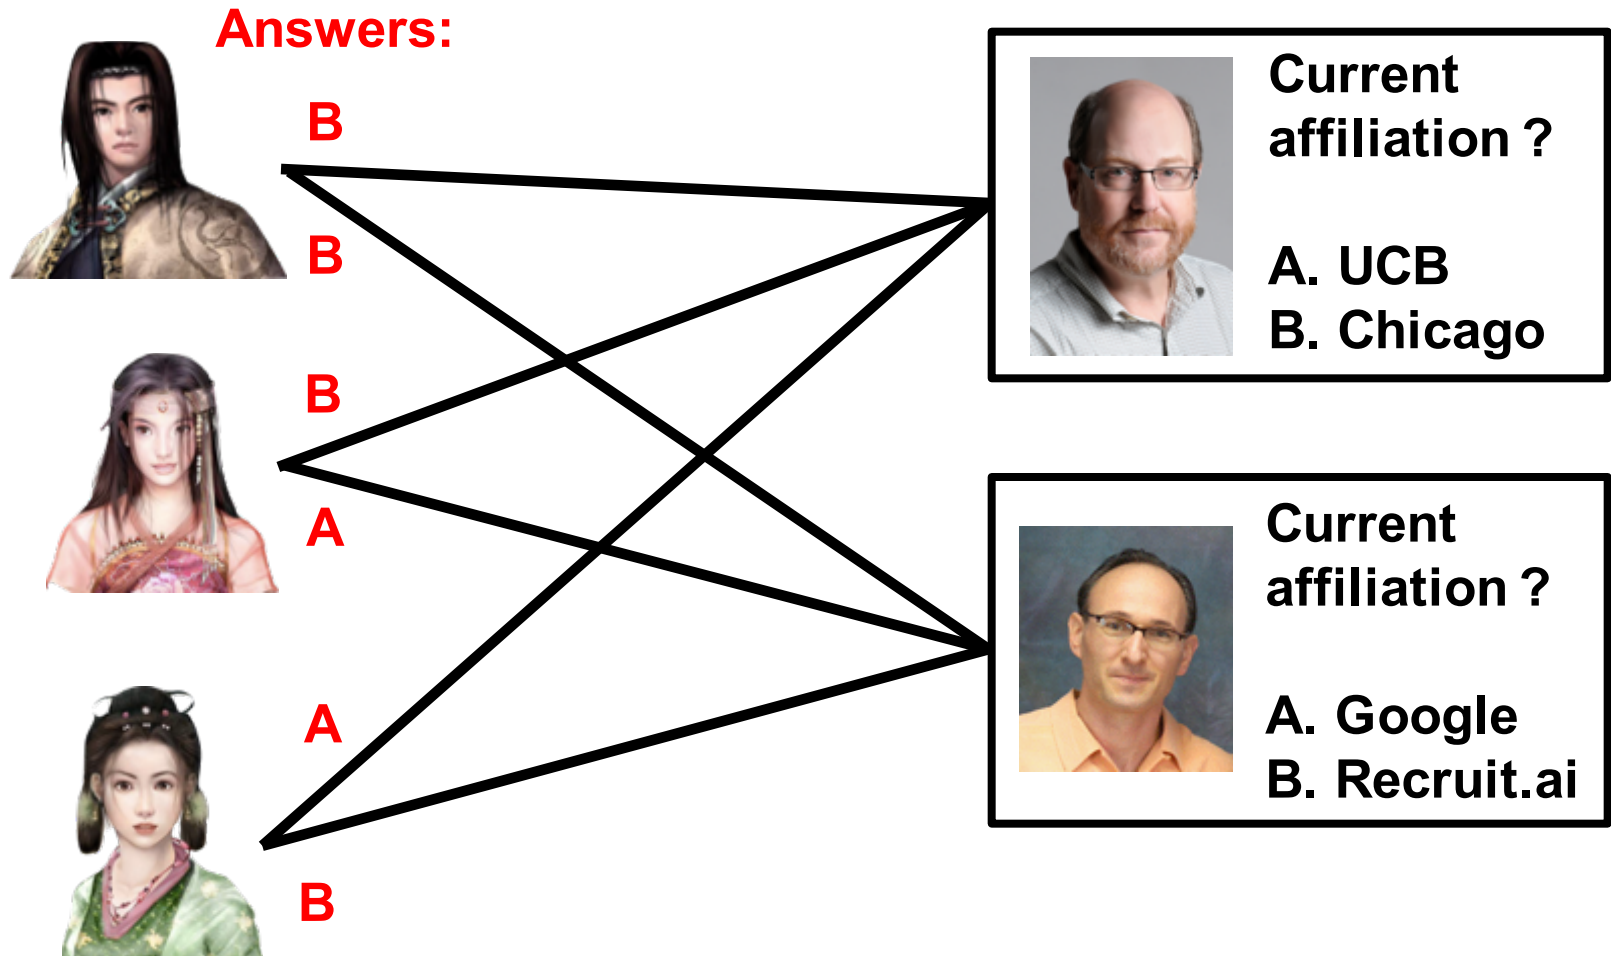 Answers:
B
B
B
A
A
B
Current
affiliation ?
A. UCB
B. Chicago
Current
affiliation ?
A. Google
B. Recruit.ai